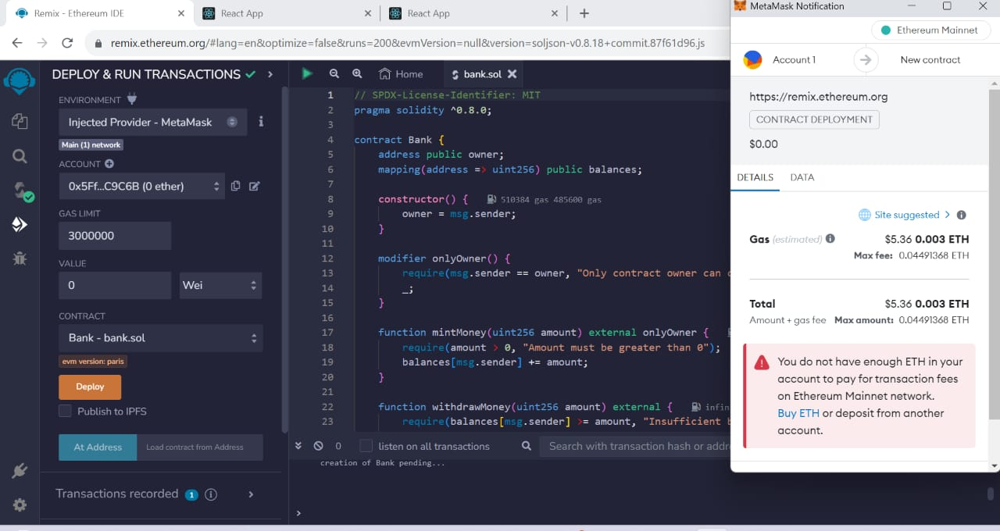 Remix - Ethereum IDE
React App
React App
remix.ethereum.org/#lang=en&optimize=false&runs=200&evmVersion=null&version=soljson-v0.8.18+commit.87f61d96.js
DEPLOY & RUN TRANSACTIONS
ENVIRONMENT
Injected Provider - MetaMask
Main (1) network
ACCOUNT
0x5Ff...C9C6B (0 ether)
GAS LIMIT
3000000
VALUE
0
Wei
CONTRACT
Bank - bank.sol
evm version: paris
Deploy
Publish to IPFS
At Address
Load contract from Address
Transactions recorded 1
Home
bank.sol
1 // SPDX-License-Identifier: MIT
2 pragma solidity ^0.8.0;
3
4 contract Bank {
5 address public owner;
6 mapping(address => uint256) public balances;
7
8 constructor() { 510384 gas 485600 gas
9 owner = msg.sender;
10 }
11
12 modifier onlyOwner() {
13 require(msg.sender == owner, "Only contract owner can
14 _;
15 }
16
17 function mintMoney(uint256 amount) external onlyOwner {
18 require(amount > 0, "Amount must be greater than 0");
19 balances[msg.sender] += amount;
20 }
21
22 function withdrawMoney(uint256 amount) external { infin
23 require(balances[msg.sender] >= amount, "Insufficient
0
listen on all transactions
Search with transaction hash or addre
creation of Bank pending...
>
MetaMask Notification
Ethereum Mainnet
Account 1
New contract
https://remix.ethereum.org
CONTRACT DEPLOYMENT
$0.00
DETAILS
DATA
Site suggested >
Gas (estimated) $5.36 0.003 ETH
Max fee: 0.04491368 ETH
Total $5.36 0.003 ETH
Amount + gas fee Max amount: 0.04491368 ETH
You do not have enough ETH in your
account to pay for transaction fees
on Ethereum Mainnet network.
Buy ETH or deposit from another
account.